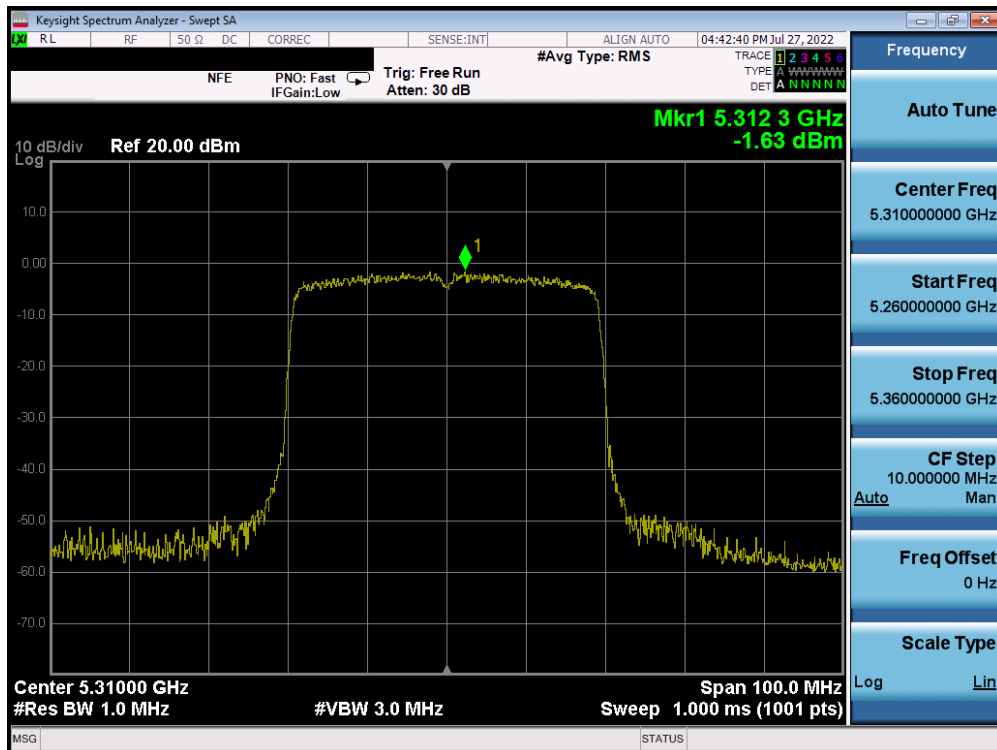 Keysight Spectrum Analyzer - Swept SA
LXI RL RF 50 Ω DC CORREC SENSE:INT ALIGN AUTO 04:42:40 PM Jul 27, 2022
NFE PNO: Fast IFGain:Low Trig: Free Run Atten: 30 dB #Avg Type: RMS
TRACE 1 2 3 4 5 6
TYPE A WWWWW
DET A N N N N N
Mkr1 5.312 3 GHz
-1.63 dBm
10 dB/div Ref 20.00 dBm
Log
1
10.0
0.00
-10.0
-20.0
-30.0
-40.0
-50.0
-60.0
-70.0
Center 5.31000 GHz Span 100.0 MHz
#Res BW 1.0 MHz #VBW 3.0 MHz Sweep 1.000 ms (1001 pts)
MSG STATUS
Frequency
Auto Tune
Center Freq
5.310000000 GHz
Start Freq
5.260000000 GHz
Stop Freq
5.360000000 GHz
CF Step
10.000000 MHz
Auto Man
Freq Offset
0 Hz
Scale Type
Log Lin